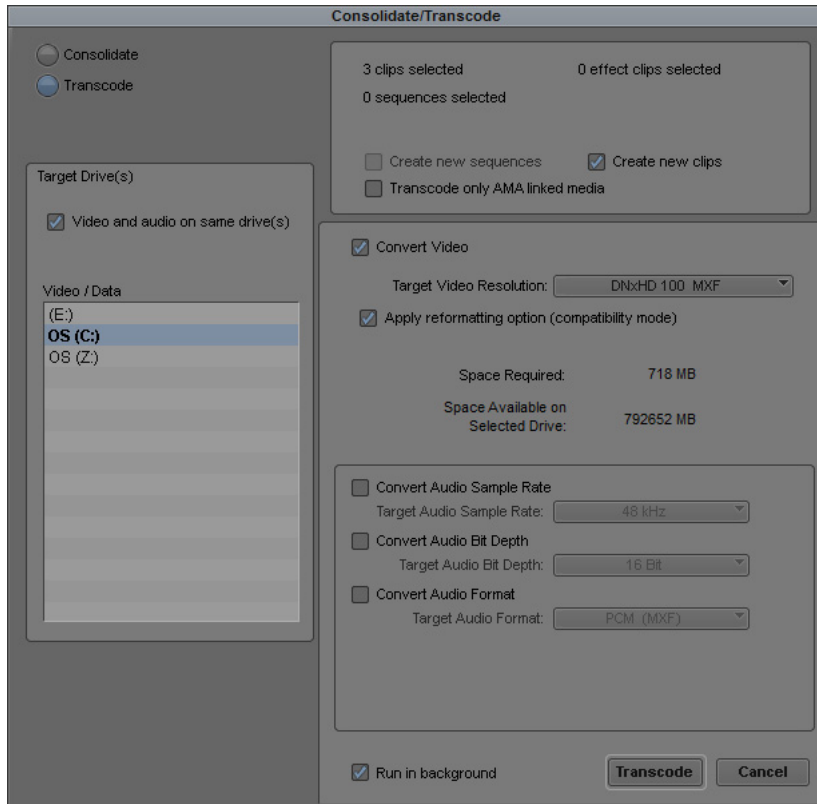 Consolidate/Transcode
Consolidate
Transcode
3 clips selected
0 effect clips selected
0 sequences selected
Create new sequences
Create new clips
Transcode only AMA linked media
Target Drive(s)
Video and audio on same drive(s)
Video / Data
(E:)
OS (C:)
OS (Z:)
Convert Video
Target Video Resolution: DNxHD 100 MXF
Apply reformatting option (compatibility mode)
Space Required: 718 MB
Space Available on
Selected Drive: 792652 MB
Convert Audio Sample Rate
Target Audio Sample Rate: 48 kHz
Convert Audio Bit Depth
Target Audio Bit Depth: 16 Bit
Convert Audio Format
Target Audio Format: PCM (MXF)
Run in background
Transcode
Cancel